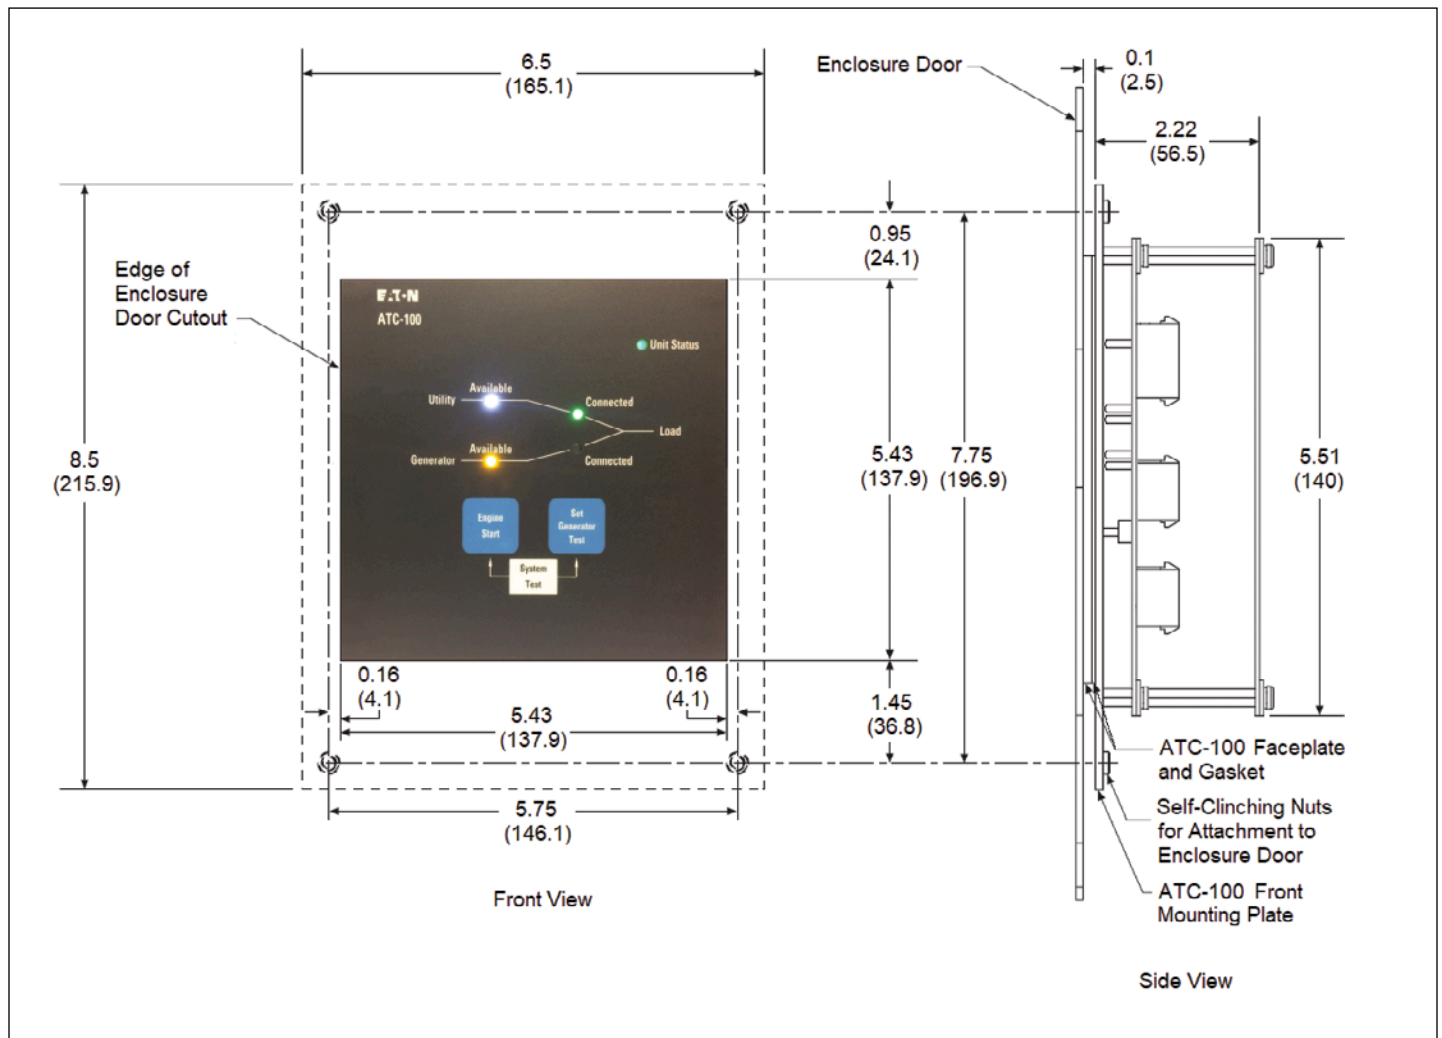 6.5
(165.1)
Enclosure Door
0.1
(2.5)
2.22
(56.5)
0.95
(24.1)
Edge of
Enclosure
Door Cutout
E.T·N
ATC-100
Unit Status
Available
Utility
Connected
Load
Available
Generator
Connected
8.5
(215.9)
5.43
(137.9)
7.75
(196.9)
5.51
(140)
Engine
Start
Set
Generator
Test
System
Test
0.16
(4.1)
0.16
(4.1)
5.43
(137.9)
1.45
(36.8)
5.75
(146.1)
ATC-100 Faceplate
and Gasket
Self-Clinching Nuts
for Attachment to
Enclosure Door
ATC-100 Front
Mounting Plate
Front View
Side View